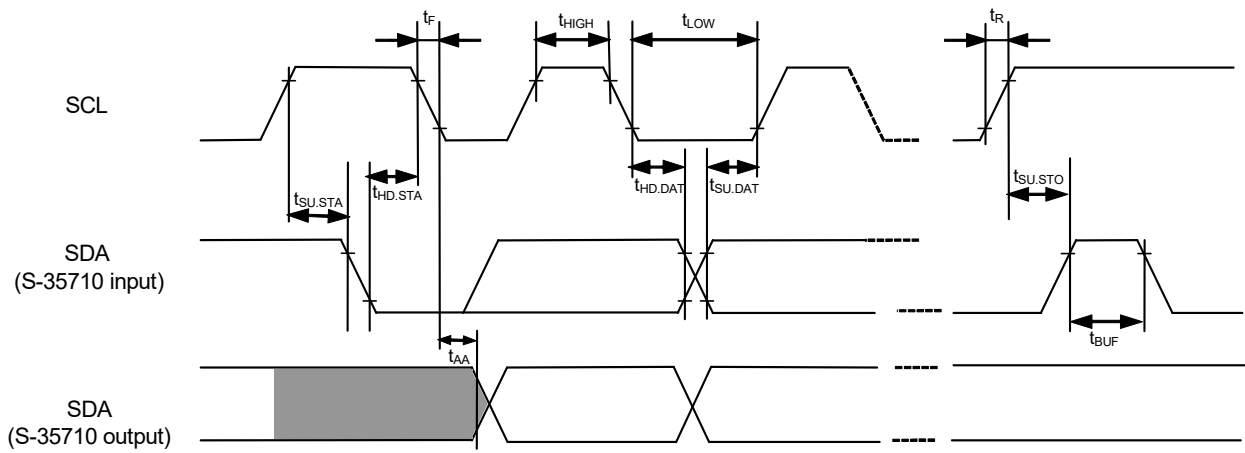 tF
tHIGH
tLOW
tR
SCL
tSU.STA
tHD.STA
tHD.DAT
tSU.DAT
tSU.STO
SDA
(S-35710 input)
tBUF
tAA
SDA
(S-35710 output)